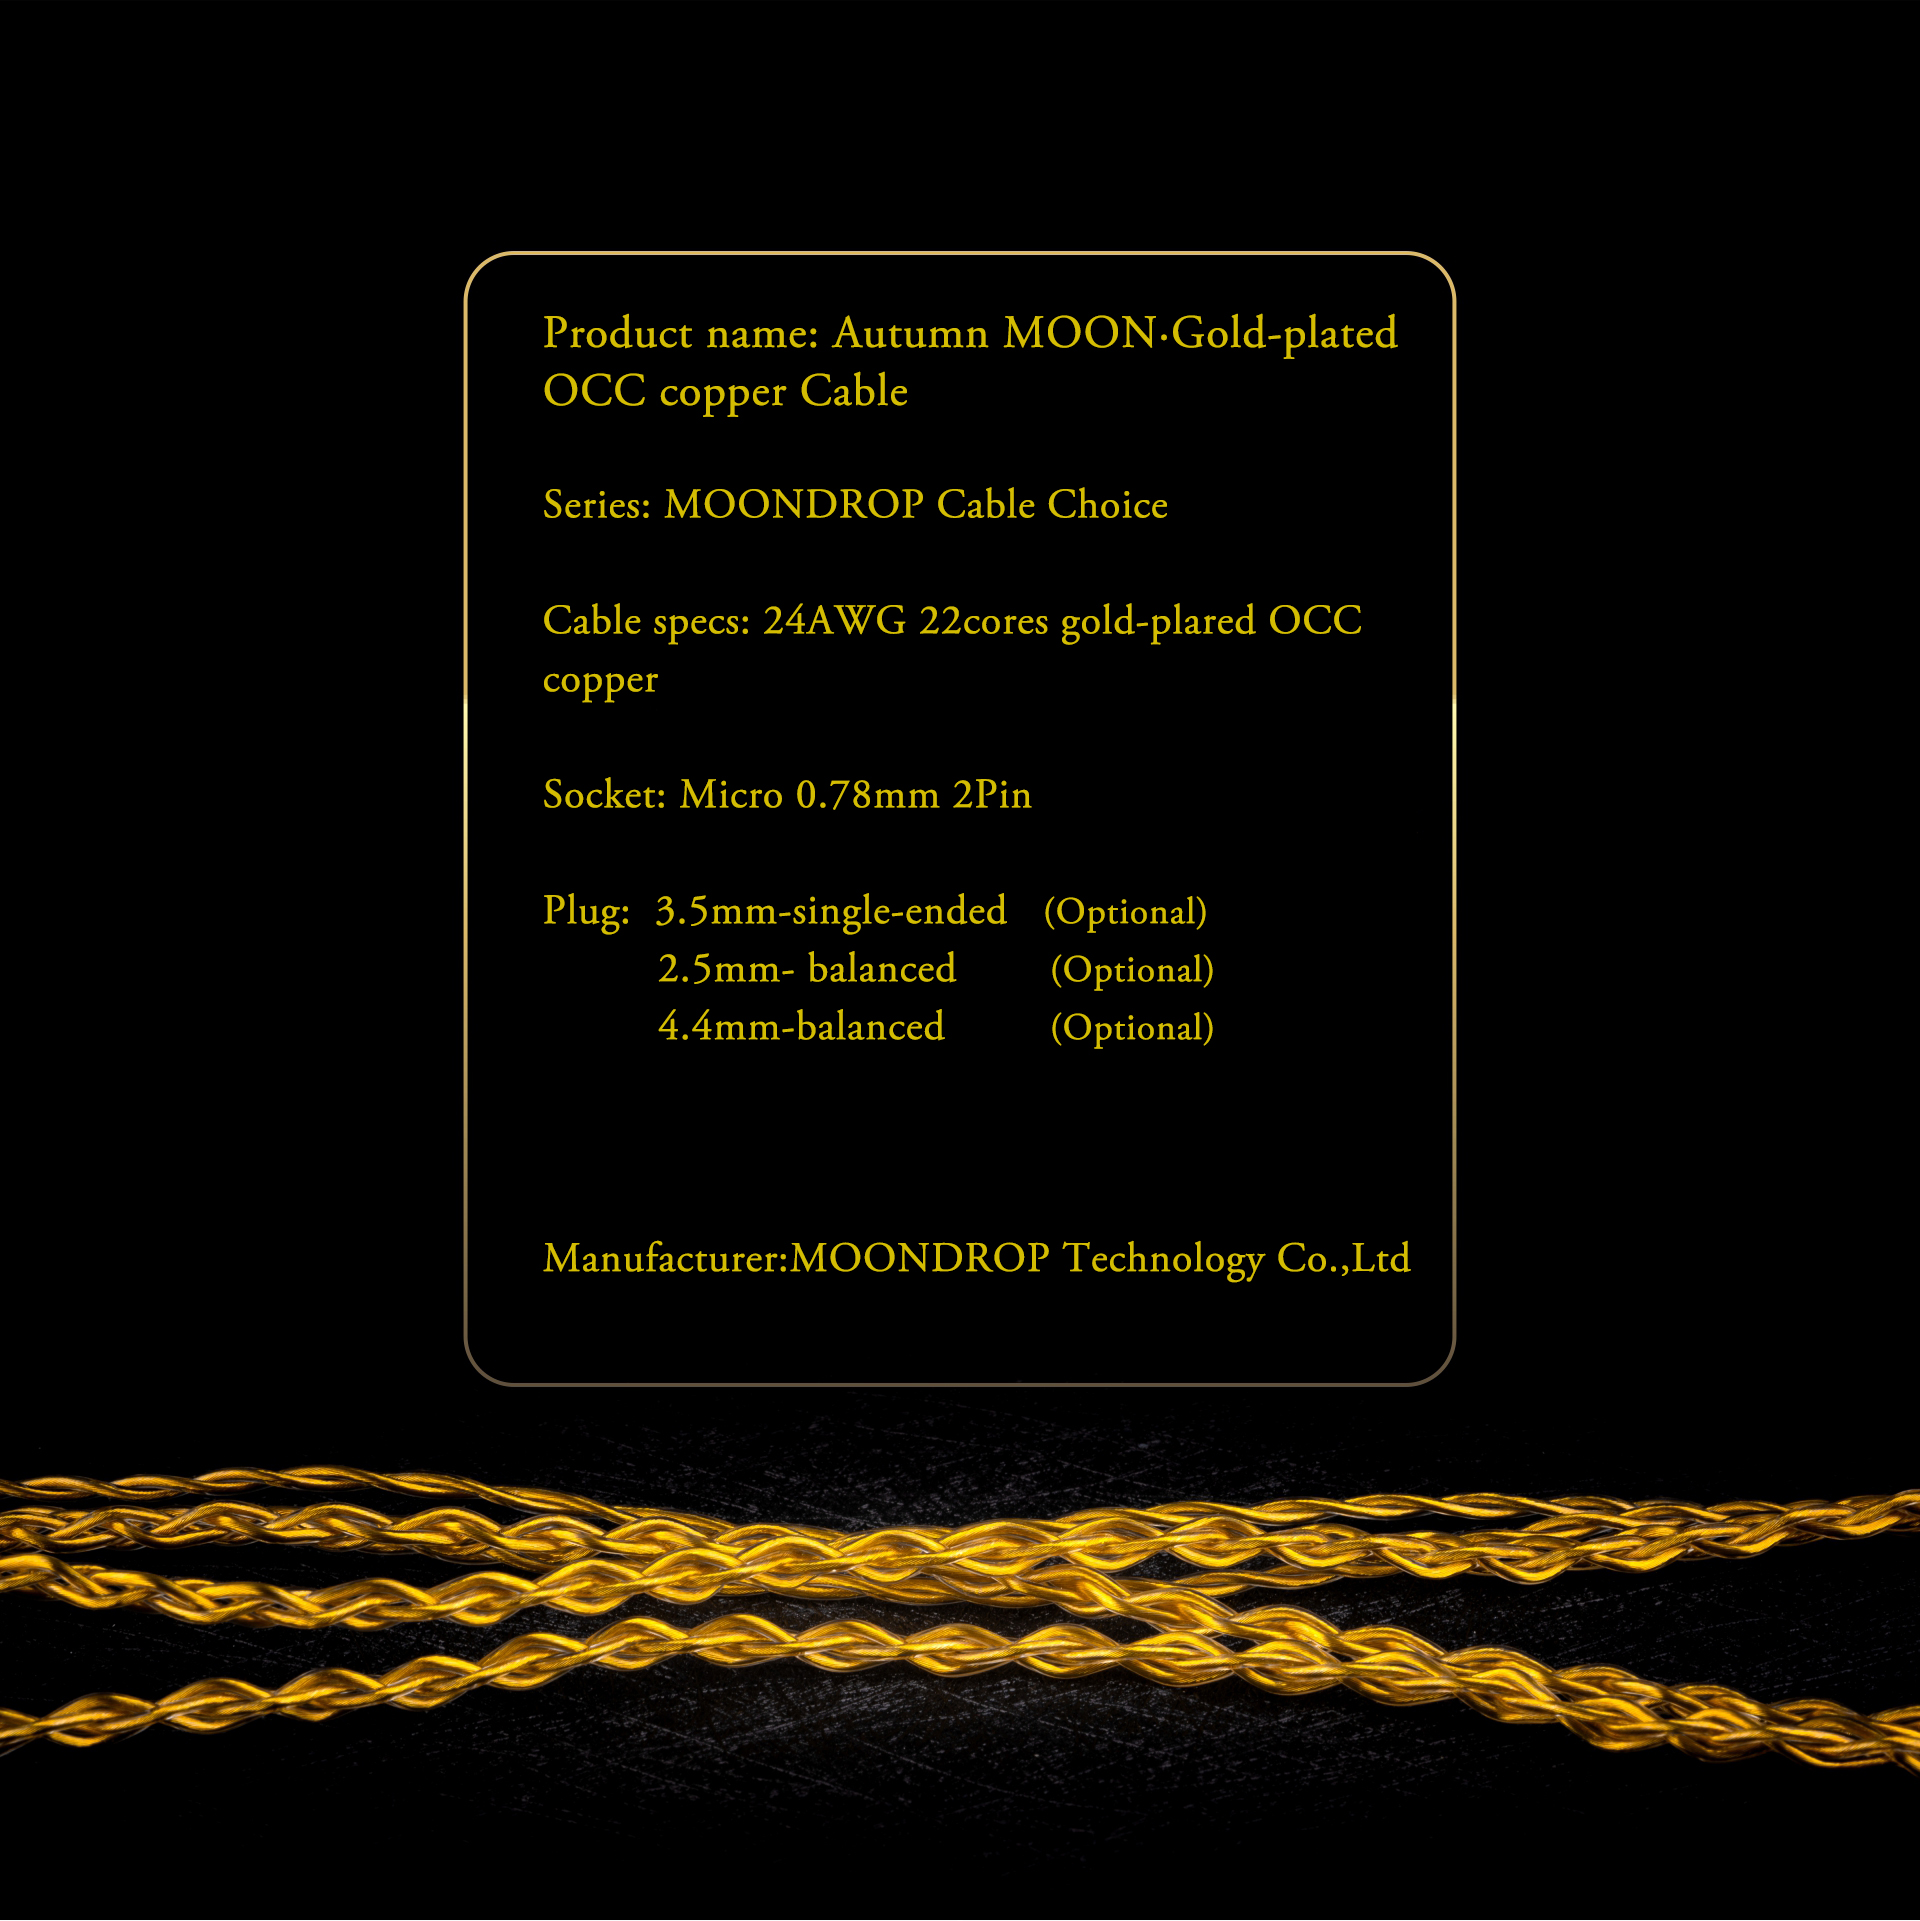 Product name: Autumn MOON·Gold-plated
OCC copper Cable
Series: MOONDROP Cable Choice
Cable specs: 24AWG 22cores gold-plared OCC
copper
Socket: Micro 0.78mm 2Pin
Plug: 3.5mm-single-ended (Optional)
2.5mm- balanced (Optional)
4.4mm-balanced (Optional)
Manufacturer:MOONDROP Technology Co.,Ltd